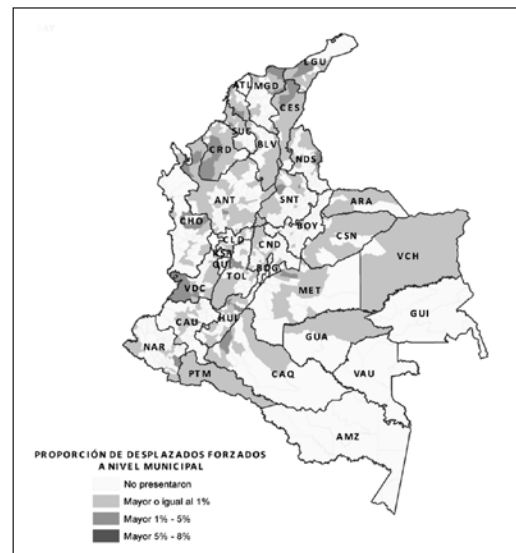 LGU
ATL
MGD
CES
SUC
CRD
BLV
NDS
ANT
SNT
ARA
CHO
BOY
CSN
CLD
CND
VCH
RSR
QUI
BDG
TOL
VDC
MET
CAU
HUI
GUI
GUA
NAR
PTM
CAQ
VAU
AMZ
PROPORCIÓN DE DESPLAZADOS FORZADOS
A NIVEL MUNICIPAL
No presentaron
Mayor o igual al 1%
Mayor 1% - 5%
Mayor 5% - 8%